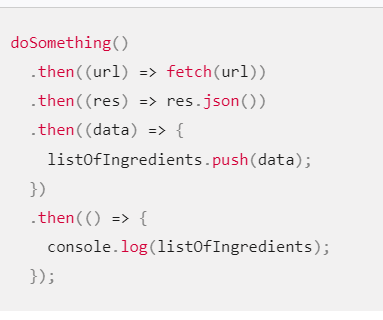 doSomething()
  .then((url) => fetch(url))
  .then((res) => res.json())
  .then((data) => {
    listOfIngredients.push(data);
  })
  .then(() => {
    console.log(listOfIngredients);
  });